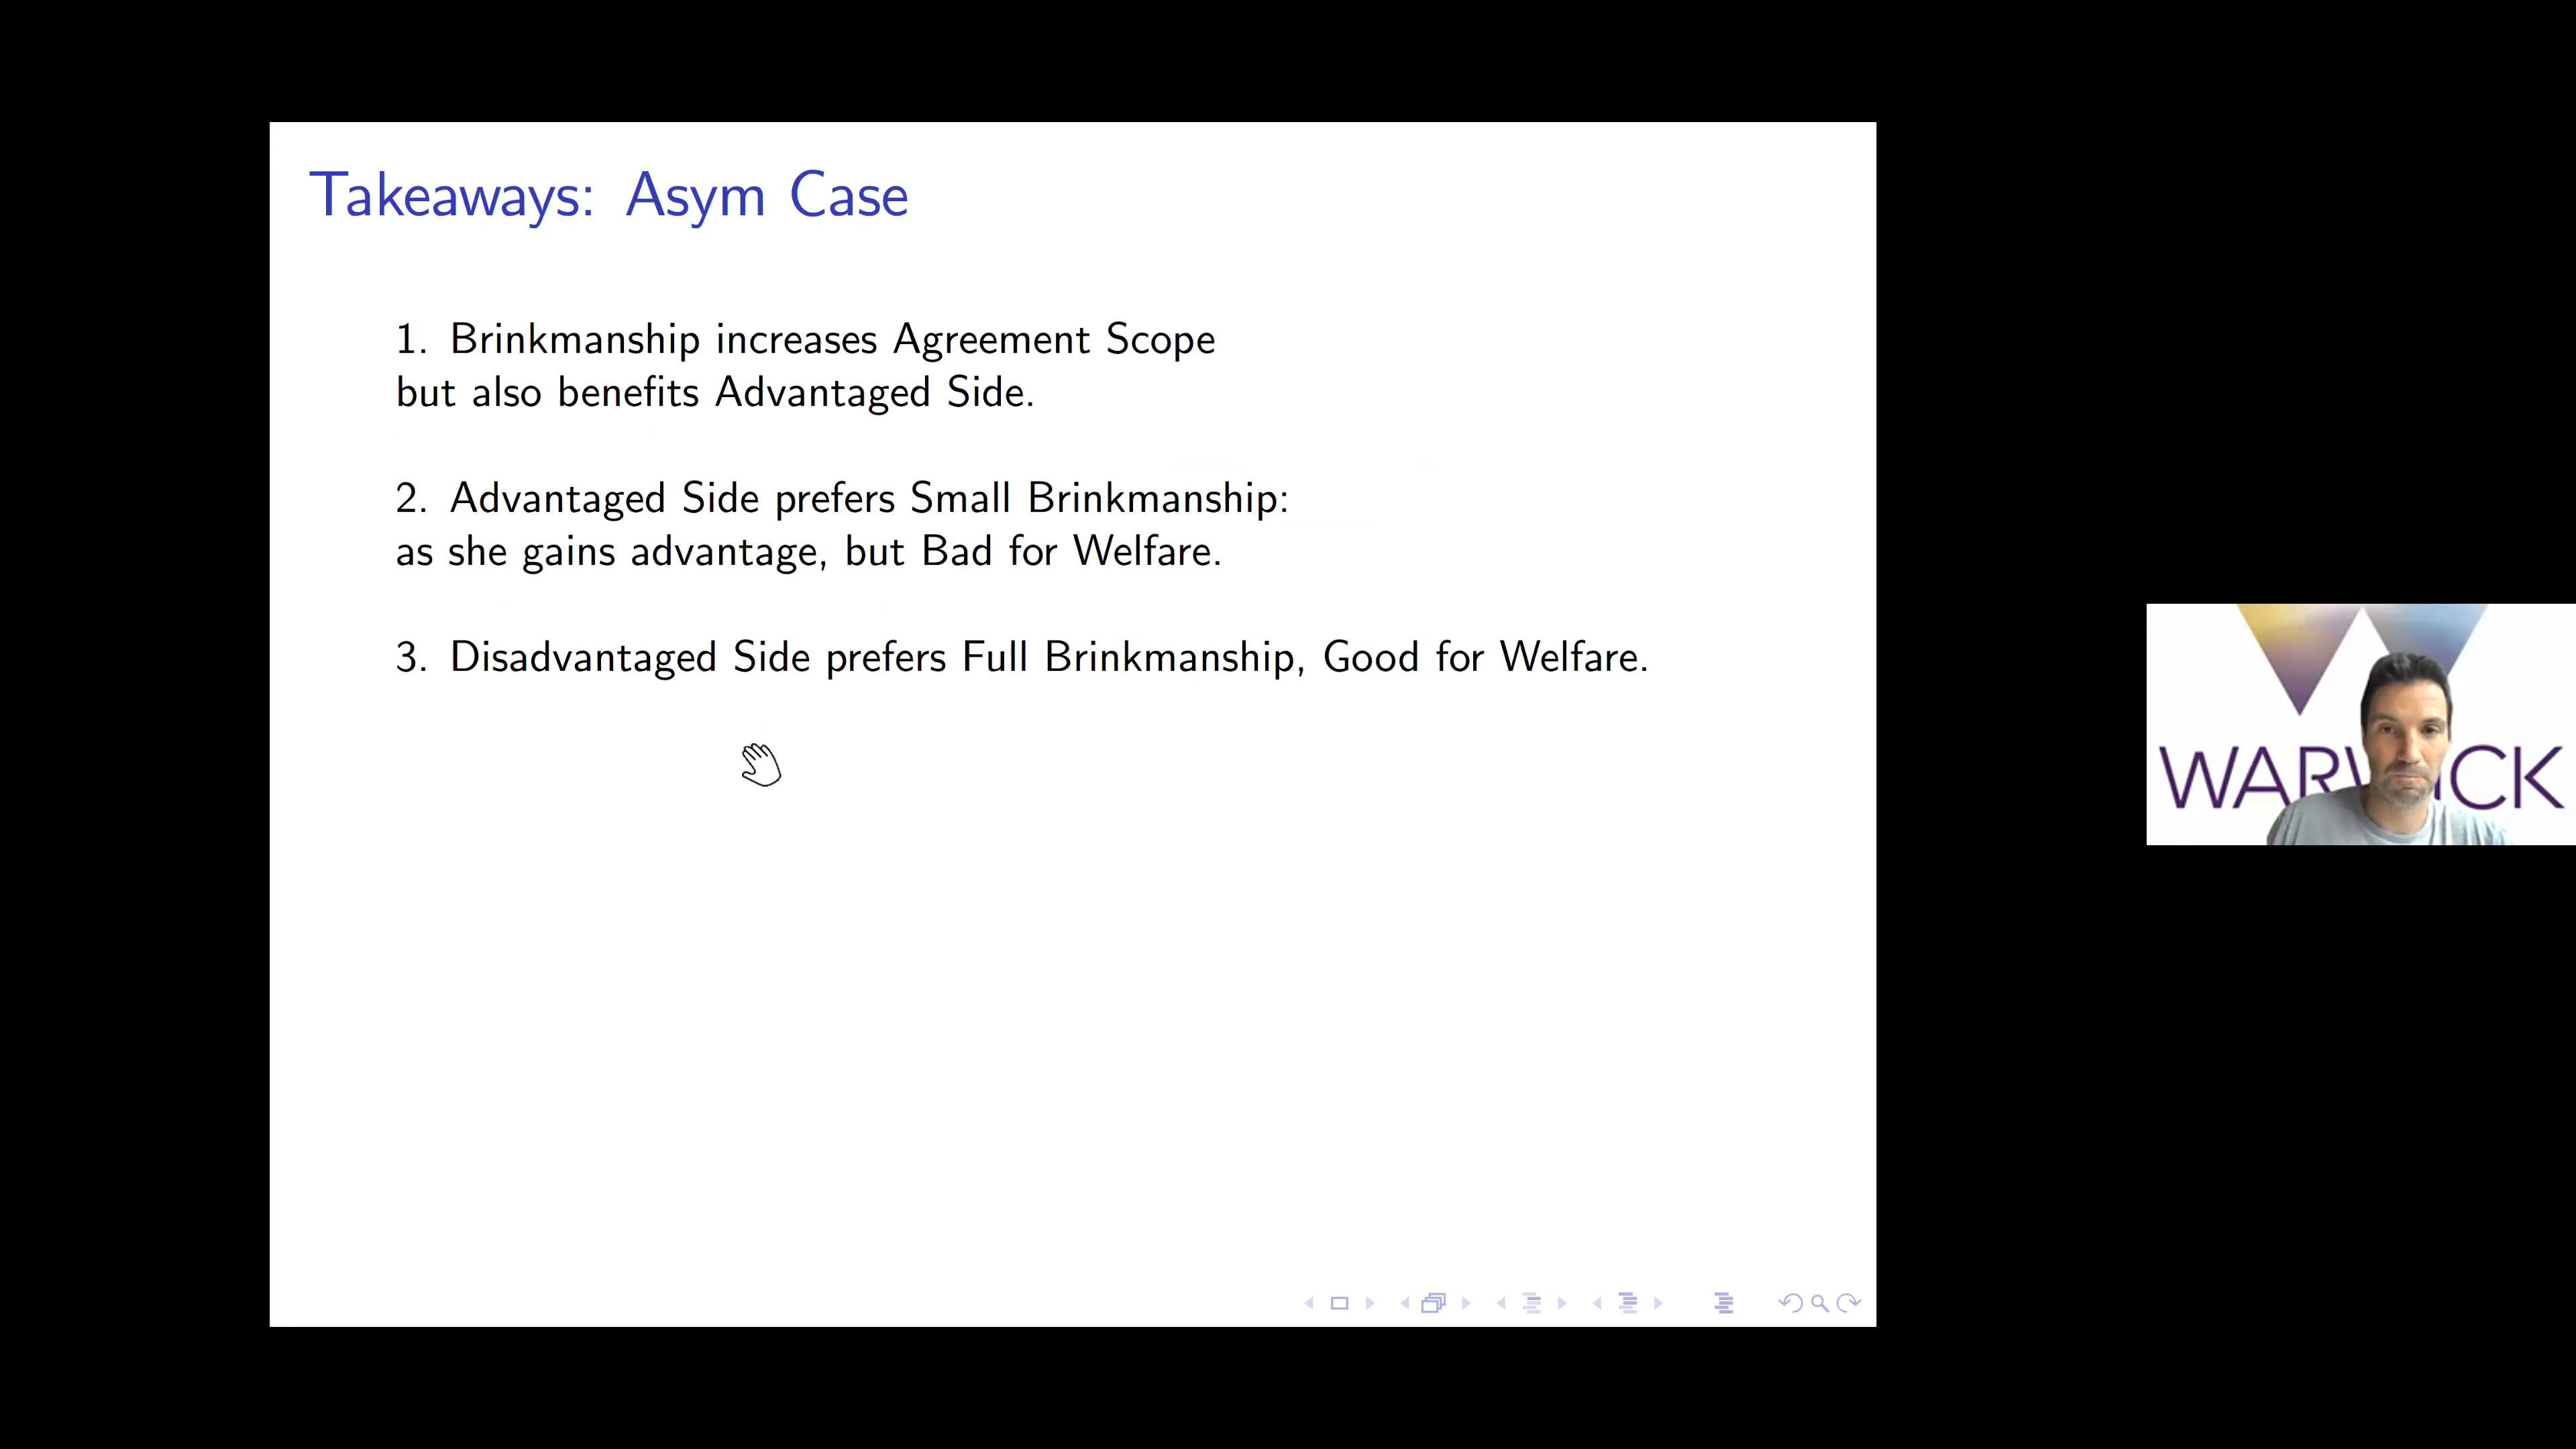 Takeaways: Asym Case
1. Brinkmanship increases Agreement Scope
but also benefits Advantaged Side.
2. Advantaged Side prefers Small Brinkmanship:
as she gains advantage, but Bad for Welfare.
3. Disadvantaged Side prefers Full Brinkmanship, Good for Welfare.
WARWICK